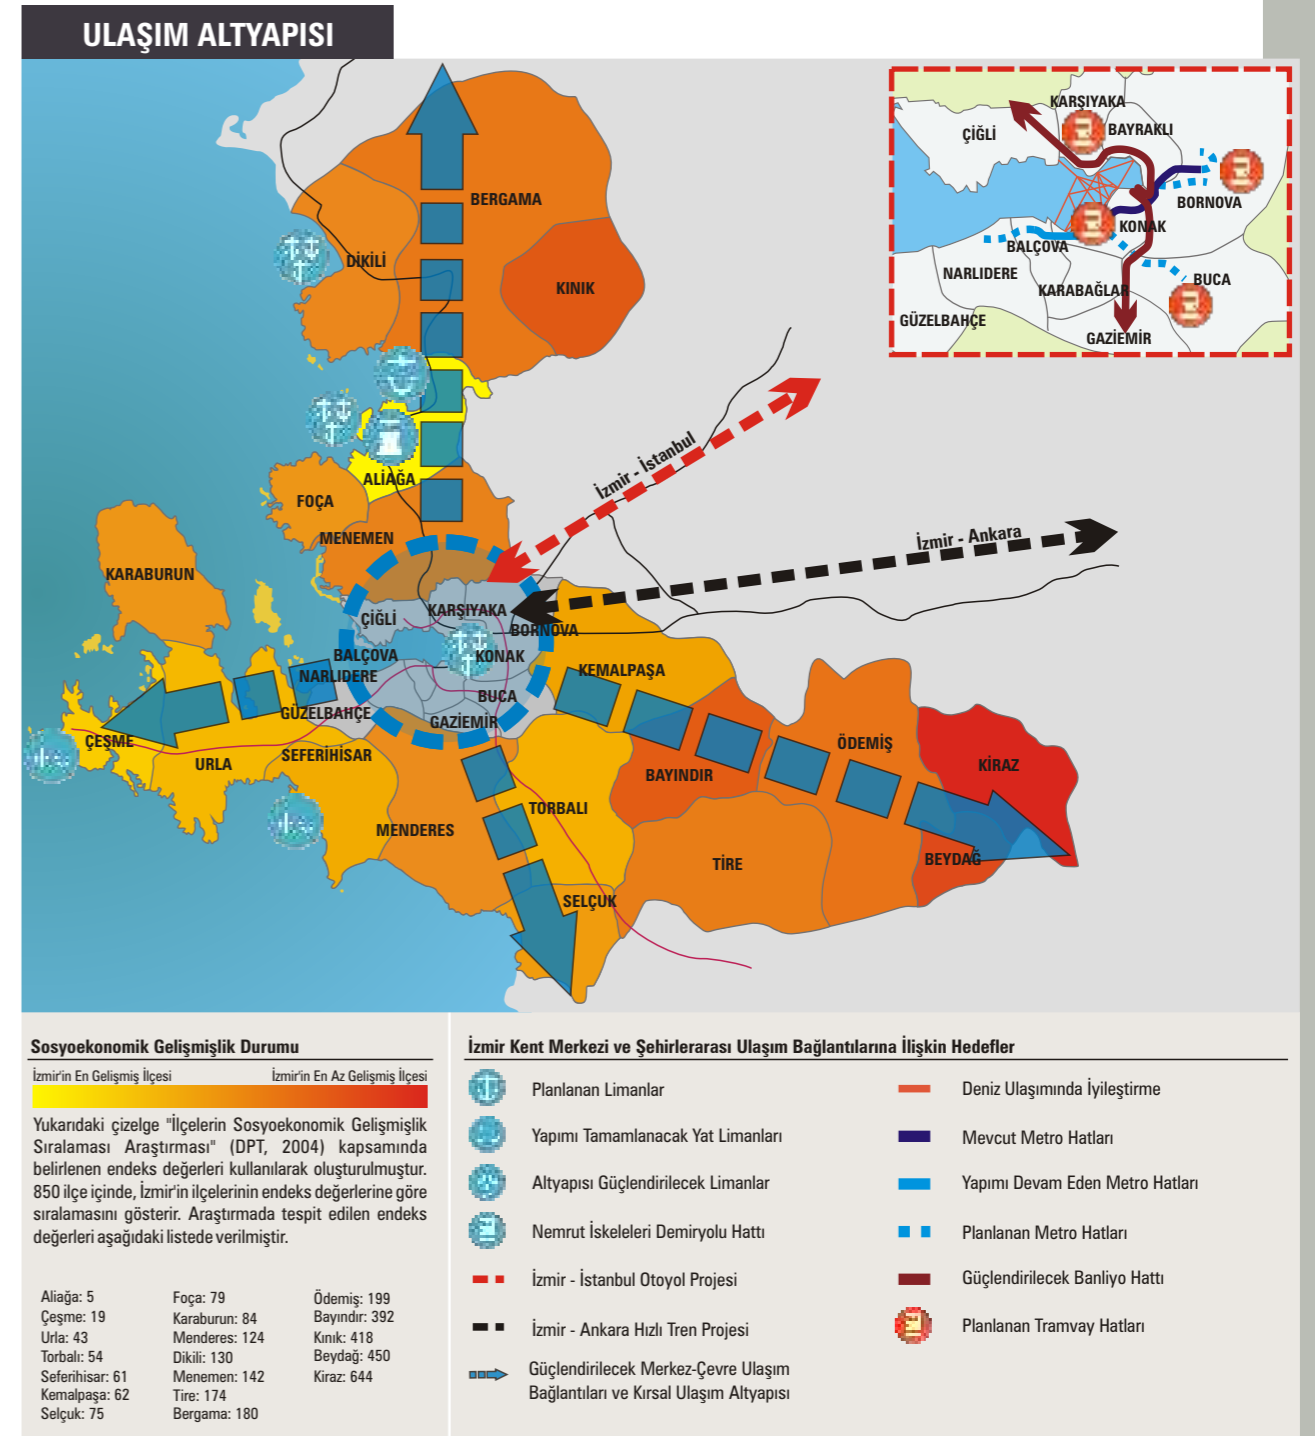 ULAŞIM ALTYAPISI
BERGAMA
DİKİLİ
KINIK
ALİAĞA
FOÇA
MENEMEN
KARABURUN
ÇİĞLİ
KARŞIYAKA
BORNOVA
BALÇOVA
KONAK
NARLIDERE
BUCA
GÜZELBAHÇE
GAZİEMİR
KEMALPAŞA
ÇEŞME
URLA
SEFERİHİSAR
MENDERES
TORBALI
BAYINDIR
ÖDEMİŞ
KİRAZ
TİRE
BEYDAĞ
SELÇUK
İzmir - İstanbul
İzmir - Ankara
KARŞIYAKA
ÇİĞLİ
BAYRAKLI
BORNOVA
KONAK
BALÇOVA
NARLIDERE
KARABAĞLAR
BUCA
GÜZELBAHÇE
GAZİEMİR
Sosyoekonomik Gelişmişlik Durumu
İzmir'in En Gelişmiş İlçesi
İzmir'in En Az Gelişmiş İlçesi
Yukarıdaki çizelge "İlçelerin Sosyoekonomik Gelişmişlik
Sıralaması Araştırması" (DPT, 2004) kapsamında
belirlenen endeks değerleri kullanılarak oluşturulmuştur.
850 ilçe içinde, İzmir'in ilçelerinin endeks değerlerine göre
sıralamasını gösterir. Araştırmada tespit edilen endeks
değerleri aşağıdaki listede verilmiştir.
Aliağa: 5
Çeşme: 19
Urla: 43
Torbalı: 54
Seferihisar: 61
Kemalpaşa: 62
Selçuk: 75
Foça: 79
Karaburun: 84
Menderes: 124
Dikili: 130
Menemen: 142
Tire: 174
Bergama: 180
Ödemiş: 199
Bayındır: 392
Kınık: 418
Beydağ: 450
Kiraz: 644
İzmir Kent Merkezi ve Şehirlerarası Ulaşım Bağlantılarına İlişkin Hedefler
Planlanan Limanlar
Yapımı Tamamlanacak Yat Limanları
Altyapısı Güçlendirilecek Limanlar
Nemrut İskeleleri Demiryolu Hattı
İzmir - İstanbul Otoyol Projesi
İzmir - Ankara Hızlı Tren Projesi
Güçlendirilecek Merkez-Çevre Ulaşım
Bağlantıları ve Kırsal Ulaşım Altyapısı
Deniz Ulaşımında İyileştirme
Mevcut Metro Hatları
Yapımı Devam Eden Metro Hatları
Planlanan Metro Hatları
Güçlendirilecek Banliyo Hattı
Planlanan Tramvay Hatları